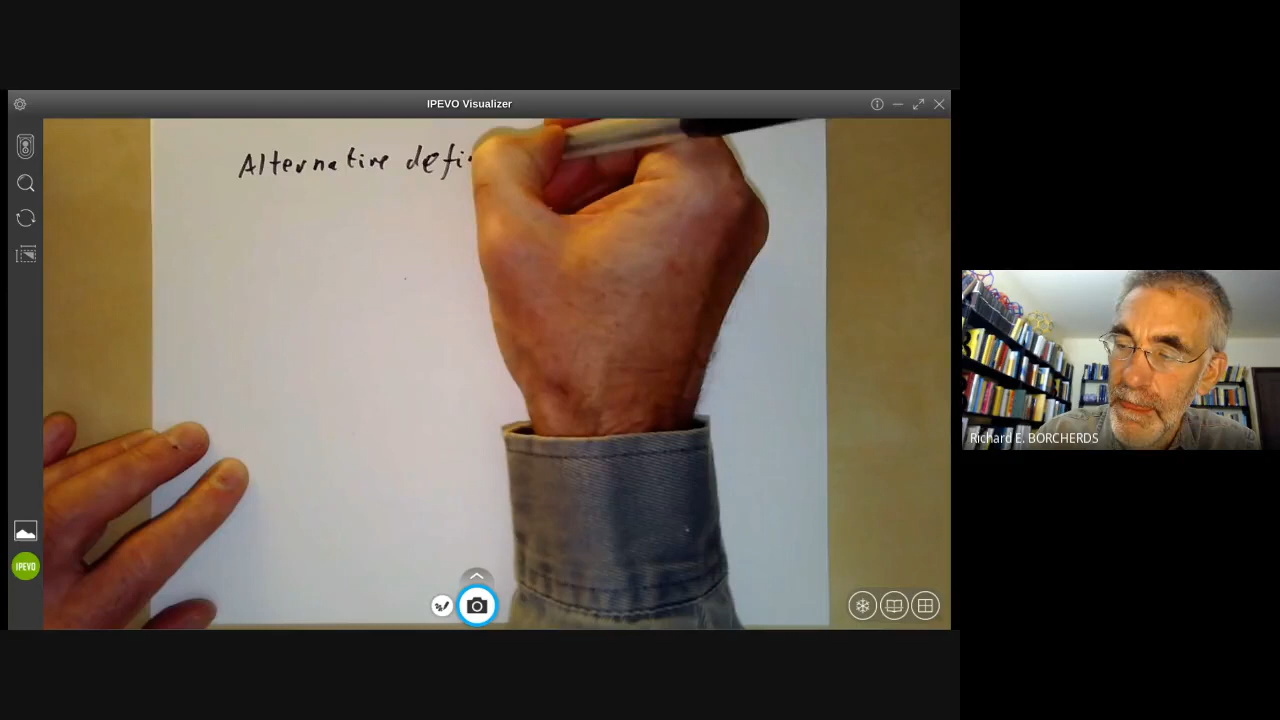 IPEVO Visualizer
Alternative defi
IPEVO
Richard E. BORCHERDS